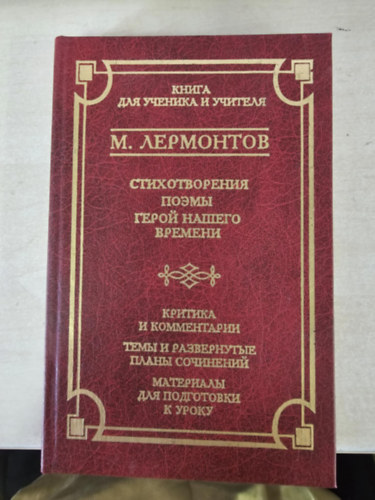 КНИГА
ДЛЯ УЧЕНИКА И УЧИТЕЛЯ
М. ЛЕРМОНТОВ
СТИХОТВОРЕНИЯ
ПОЭМЫ
ГЕРОЙ НАШЕГО
ВРЕМЕНИ
КРИТИКА
И КОММЕНТАРИИ
ТЕМЫ И РАЗВЕРНУТЫЕ
ПЛАНЫ СОЧИНЕНИЙ
МАТЕРИАЛЫ
ДЛЯ ПОДГОТОВКИ
К УРОКУ